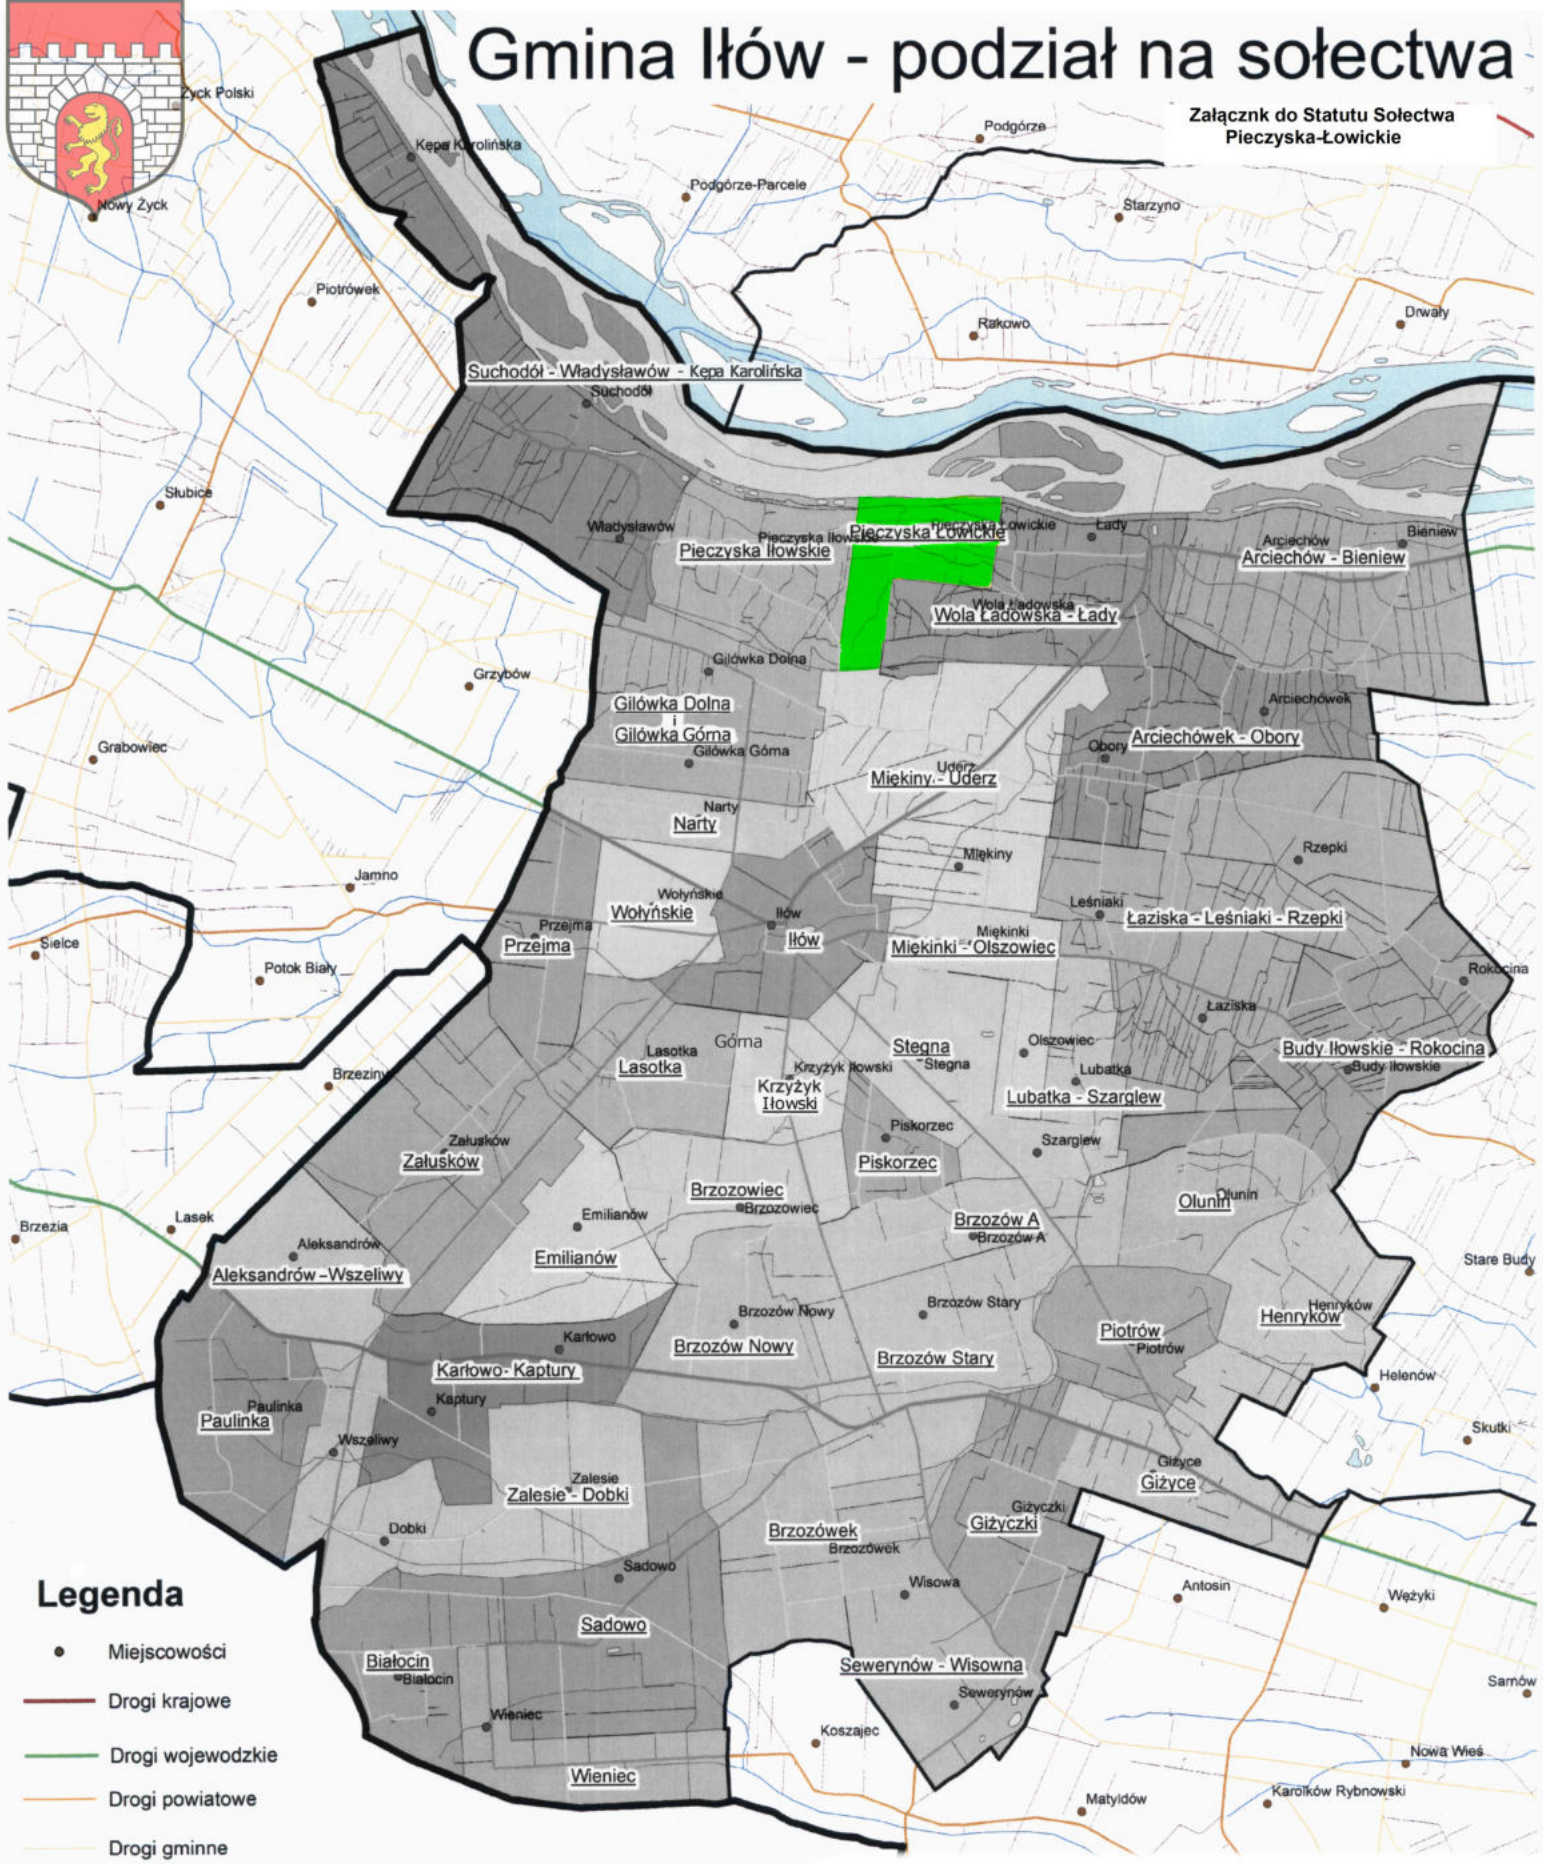 Gmina Iłów - podział na sołectwa
Załącznk do Statutu Sołectwa
Pieczyska-Łowickie
Życk Polski
Nowy Życk
Kępa Karolińska
Podgórze
Podgórze-Parcele
Starzyno
Piotrówek
Rakowo
Drwały
Suchodół - Władysławów - Kępa Karolińska
Suchodół
Słubice
Władysławów
Pieczyska Iłowskie
Pieczyska Iłowskie
Pieczyska Łowickie
Pieczyska Łowickie
Łady
Arciechów
Bieniew
Arciechów - Bieniew
Wola Ładowska
Wola Ładowska - Łady
Grzybów
Gilówka Dolna
Gilówka Dolna
i
Gilówka Górna
Gilówka Górna
Arciechówek
Arciechówek - Obory
Obory
Grabowiec
Uderz
Miękiny - Uderz
Narty
Narty
Miękiny
Rzepki
Jamno
Wołyńskie
Wołyńskie
Iłów
Iłów
Leśniaki
Łaziska - Leśniaki - Rzepki
Przejma
Przejma
Miękinki
Miękinki - Olszowiec
Sielce
Potok Biały
Rokocina
Łaziska
Górna
Lasotka
Lasotka
Stegna
Stegna
Olszowiec
Budy Iłowskie - Rokocina
Budy Iłowskie
Krzyżyk Iłowski
Krzyżyk
Iłowski
Lubatka
Lubatka - Szarglew
Brzeziny
Piskorzec
Piskorzec
Szarglew
Załusków
Załusków
Brzozowiec
Brzozowiec
Olunin
Olunin
Brzezia
Lasek
Emilianów
Emilianów
Brzozów A
Brzozów A
Aleksandrów
Aleksandrów - Wszeliwy
Stare Budy
Brzozów Nowy
Brzozów Nowy
Brzozów Stary
Brzozów Stary
Henryków
Henryków
Piotrów
Piotrów
Karłowo
Karłowo- Kaptury
Kaptury
Helenów
Paulinka
Paulinka
Wszeliwy
Skutki
Giżyce
Giżyce
Zalesie
Zalesie - Dobki
Dobki
Giżyczki
Giżyczki
Brzozówek
Brzozówek
Sadowo
Sadowo
Wisowa
Antosin
Wężyki
Białocin
Białocin
Sewerynów - Wisowna
Sewerynów
Sarnów
Wieniec
Wieniec
Koszajec
Nowa Wieś
Matyldów
Karolków Rybnowski
Legenda
Miejscowości
Drogi krajowe
Drogi wojewodzkie
Drogi powiatowe
Drogi gminne